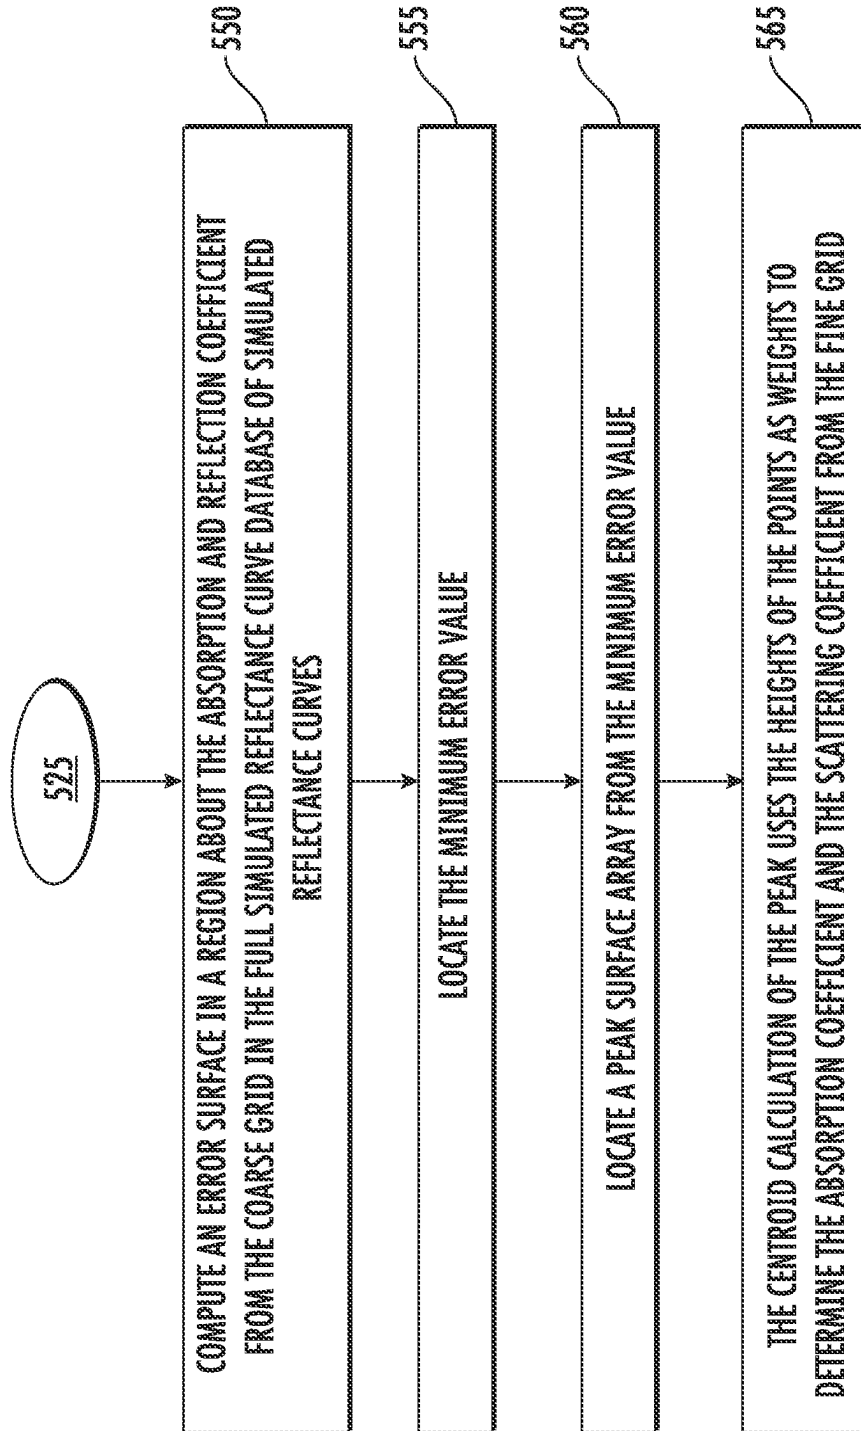 525
550
COMPUTE AN ERROR SURFACE IN A REGION ABOUT THE ABSORPTION AND REFLECTION COEFFICIENT
FROM THE COARSE GRID IN THE FULL SIMULATED REFLECTANCE CURVE DATABASE OF SIMULATED
REFLECTANCE CURVES
555
LOCATE THE MINIMUM ERROR VALUE
560
LOCATE A PEAK SURFACE ARRAY FROM THE MINIMUM ERROR VALUE
565
THE CENTROID CALCULATION OF THE PEAK USES THE HEIGHTS OF THE POINTS AS WEIGHTS TO
DETERMINE THE ABSORPTION COEFFICIENT AND THE SCATTERING COEFFICIENT FROM THE FINE GRID